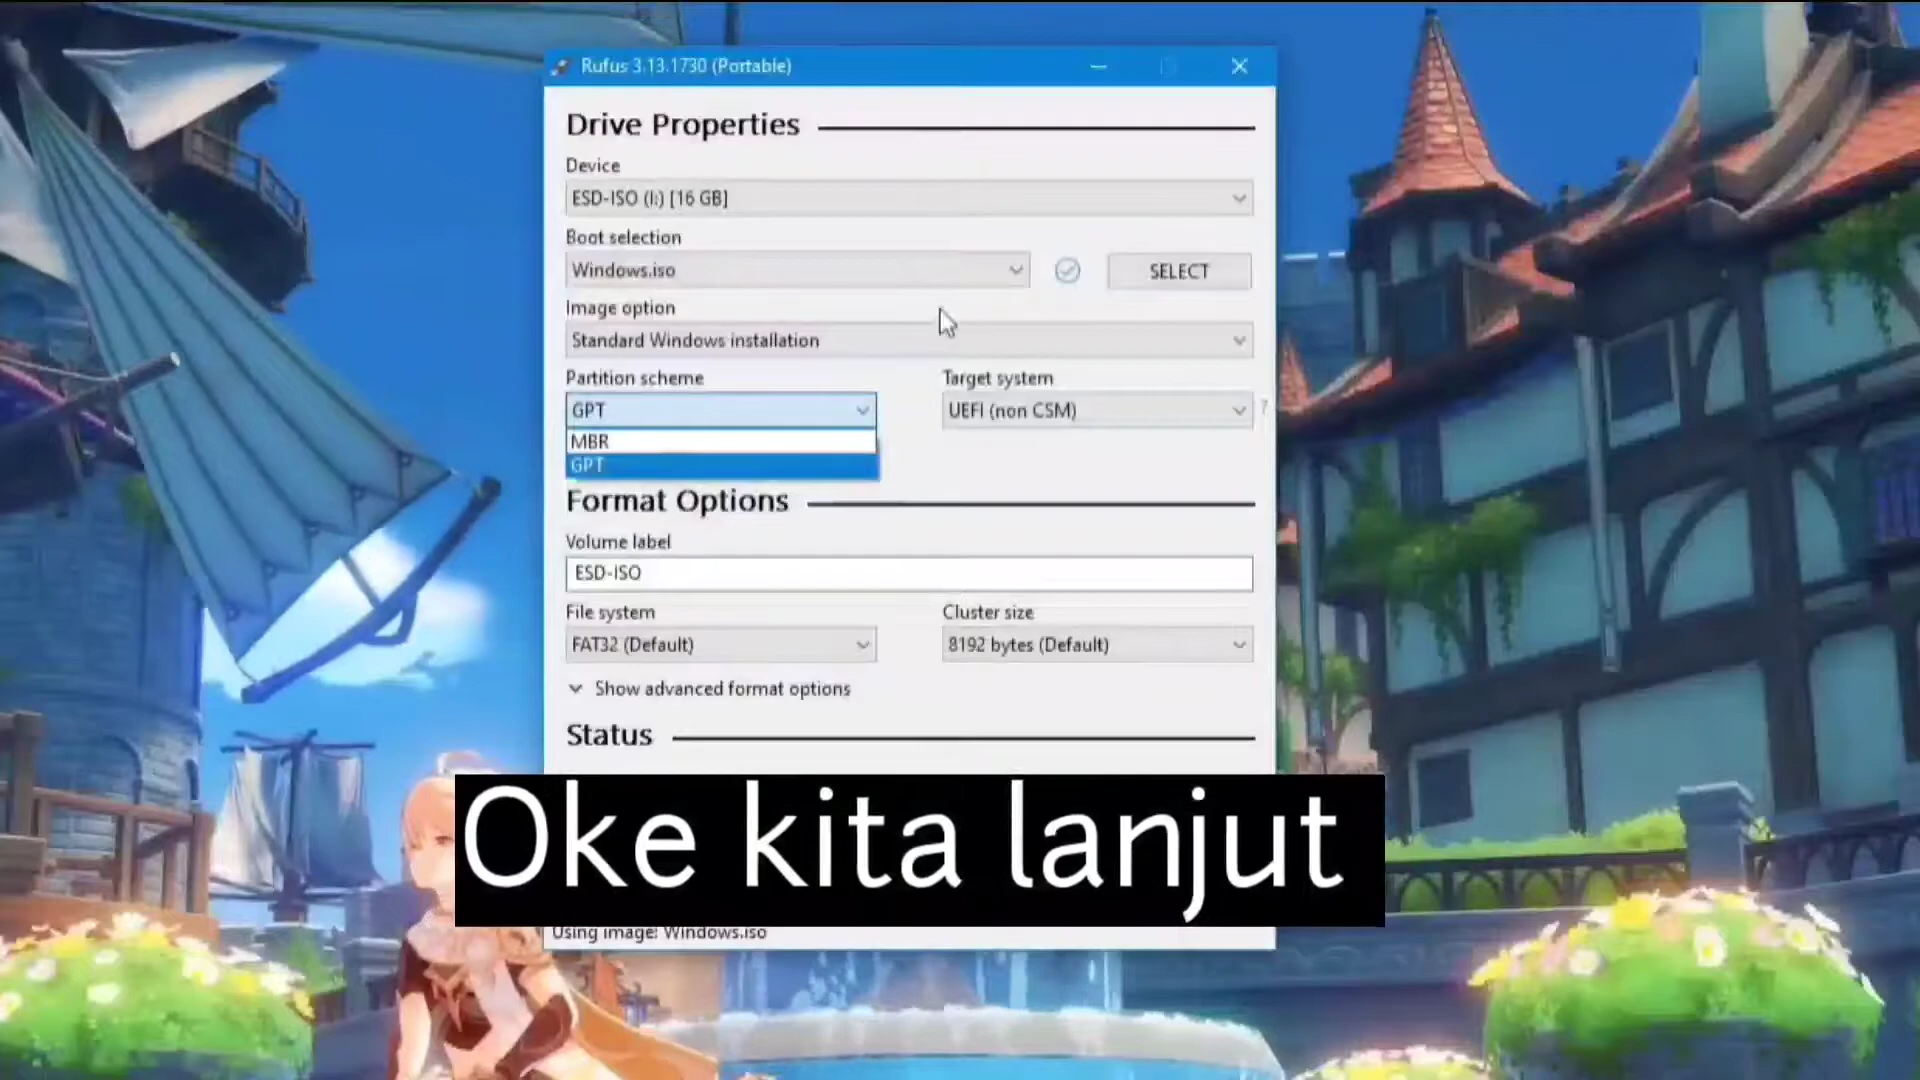 Rufus 3.13.1730 (Portable)
Drive Properties
Device
ESD-ISO (I:) [16 GB]
Boot selection
Windows.iso
SELECT
Image option
Standard Windows installation
Partition scheme
Target system
GPT
UEFI (non CSM)
?
MBR
GPT
Format Options
Volume label
ESD-ISO
File system
Cluster size
FAT32 (Default)
8192 bytes (Default)
Show advanced format options
Status
Oke kita lanjut
Using image: Windows.iso